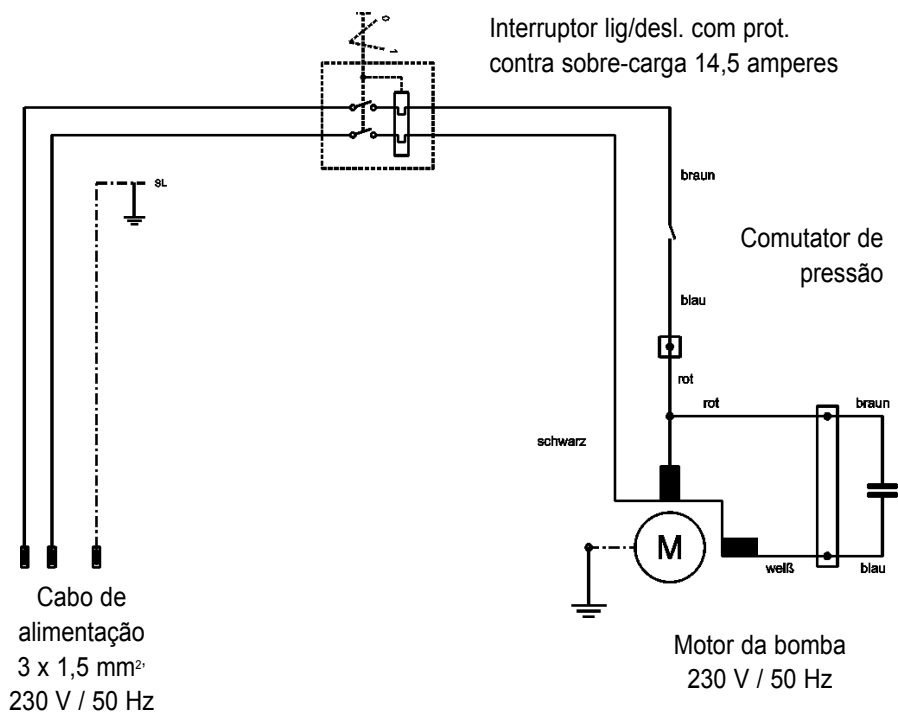 Interruptor lig/desl. com prot.
contra sobre-carga 14,5 amperes
0
1
SL
braun
Comutator de
pressão
blau
rot
rot
braun
schwarz
M
weiß
blau
Cabo de
alimentação
3 x 1,5 mm²,
230 V / 50 Hz
Motor da bomba
230 V / 50 Hz